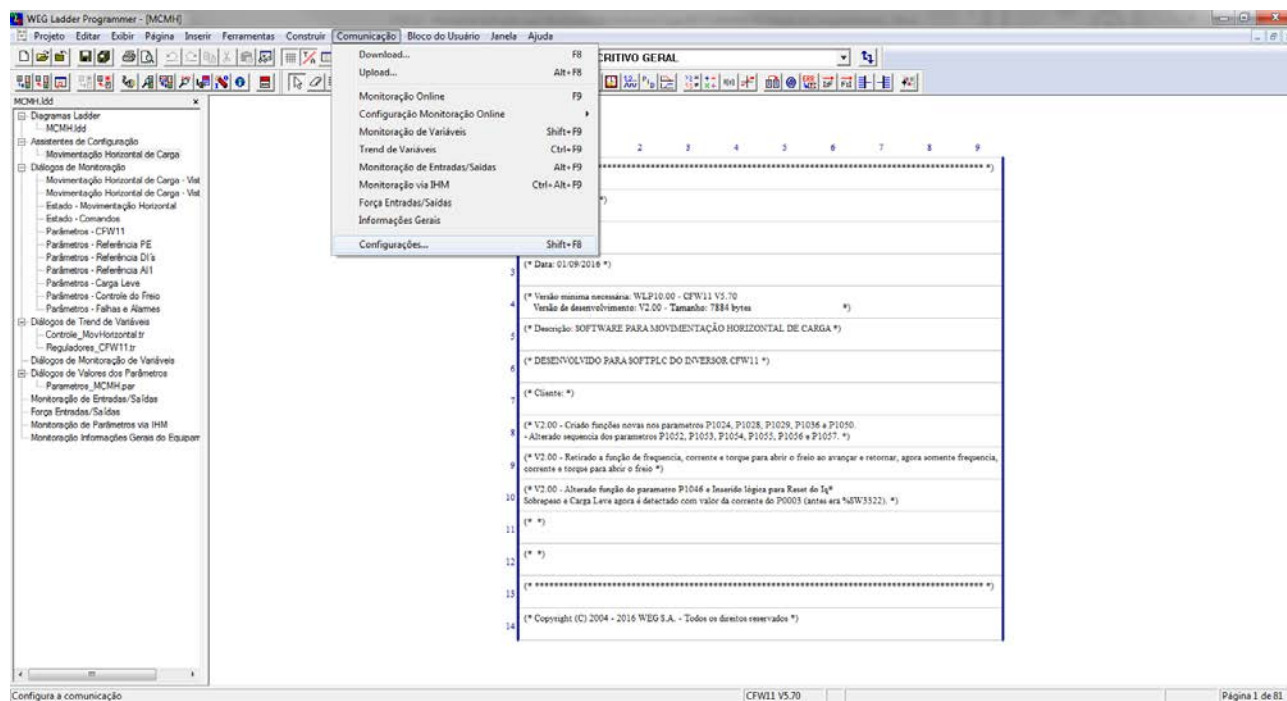 WEG Ladder Programmer - [MCMH]
Projeto Editar Exibir Página Inserir Ferramentas Construir Comunicação Bloco do Usuário Janela Ajuda
Download... F8
Upload... Alt+F8
Monitoração Online F9
Configuração Monitoração Online
Monitoração de Variáveis Shift+F9
Trend de Variáveis Ctrl+F9
Monitoração de Entradas/Saídas Alt+F9
Monitoração via IHM Ctrl+Alt+F9
Força Entradas/Saídas
Informações Gerais
Configurações... Shift+F8
CRITIVO GERAL
MCMH.ldd
Diagramas Ladder
MCMH.ldd
Assistentes de Configuração
Movimentação Horizontal de Carga
Diálogos de Monitoração
Movimentação Horizontal de Carga - Vist
Movimentação Horizontal de Carga - Vist
Estado - Movimentação Horizontal
Estado - Comandos
Parâmetros - CFW11
Parâmetros - Referência PE
Parâmetros - Referência DI's
Parâmetros - Referência AI1
Parâmetros - Carga Leve
Parâmetros - Controle do Freio
Parâmetros - Falhas e Alarmes
Diálogos de Trend de Variáveis
Controle_MovHorizontal.tr
Reguladores_CFW11.tr
Diálogos de Monitoração de Variáveis
Diálogos de Valores dos Parâmetros
Parametros_MCMH.par
Monitoração de Entradas/Saídas
Força Entradas/Saídas
Monitoração de Parâmetros via IHM
Monitoração Informações Gerais do Equipam
2 3 4 5 6 7 8 9
*)
*)
3 (* Data: 01/09/2016 *)
4 (* Versão minima necessária: WLP10.00 - CFW11 V5.70
Versão de desenvolvimento: V2.00 - Tamanho: 7884 bytes *)
5 (* Descrição: SOFTWARE PARA MOVIMENTAÇÃO HORIZONTAL DE CARGA *)
6 (* DESENVOLVIDO PARA SOFTPLC DO INVERSOR CFW11 *)
7 (* Cliente: *)
8 (* V2.00 - Criado funções novas nos parametros P1024, P1028, P1029, P1036 e P1050.
- Alterado sequencia dos parametros P1052, P1053, P1054, P1055, P1056 e P1057. *)
9 (* V2.00 - Retirado a função de frequencia, corrente e torque para abrir o freio ao avançar e retornar, agora somente frequencia,
corrente e torque para abrir o freio *)
10 (* V2.00 - Alterado função do parametro P1046 e Inserido lógica para Reset do Iq*
Sobrepeso e Carga Leve agora é detectado com valor da corrente do P0003 (antes era %SW3322). *)
11 (* *)
12 (* *)
13 (* *)
14 (* Copyright (C) 2004 - 2016 WEG S.A. - Todos os direitos reservados *)
Configura a comunicação
CFW11 V5.70
Página 1 de 81